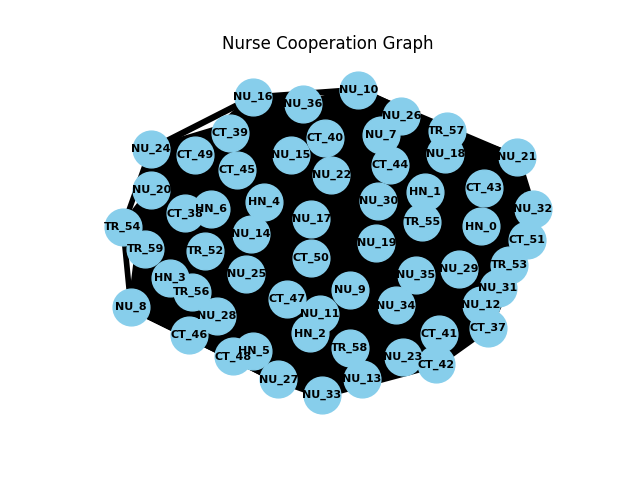 Nurse Cooperation Graph
NU_10
NU_16
NU_36
NU_26
TR_57
CT_39
NU_7
CT_40
NU_24
CT_49
NU_15
NU_18
NU_21
CT_44
CT_45
NU_22
CT_43
NU_20
HN_1
NU_30
HN_4
HN_6
CT_38
NU_32
NU_17
TR_55
TR_54
HN_0
NU_14
CT_51
NU_19
TR_59
TR_52
CT_50
TR_53
NU_29
NU_25
NU_35
HN_3
NU_31
NU_9
TR_56
CT_47
NU_12
NU_34
NU_8
NU_11
NU_28
CT_37
HN_2
CT_41
CT_46
TR_58
HN_5
CT_48
NU_23
CT_42
NU_27
NU_13
NU_33